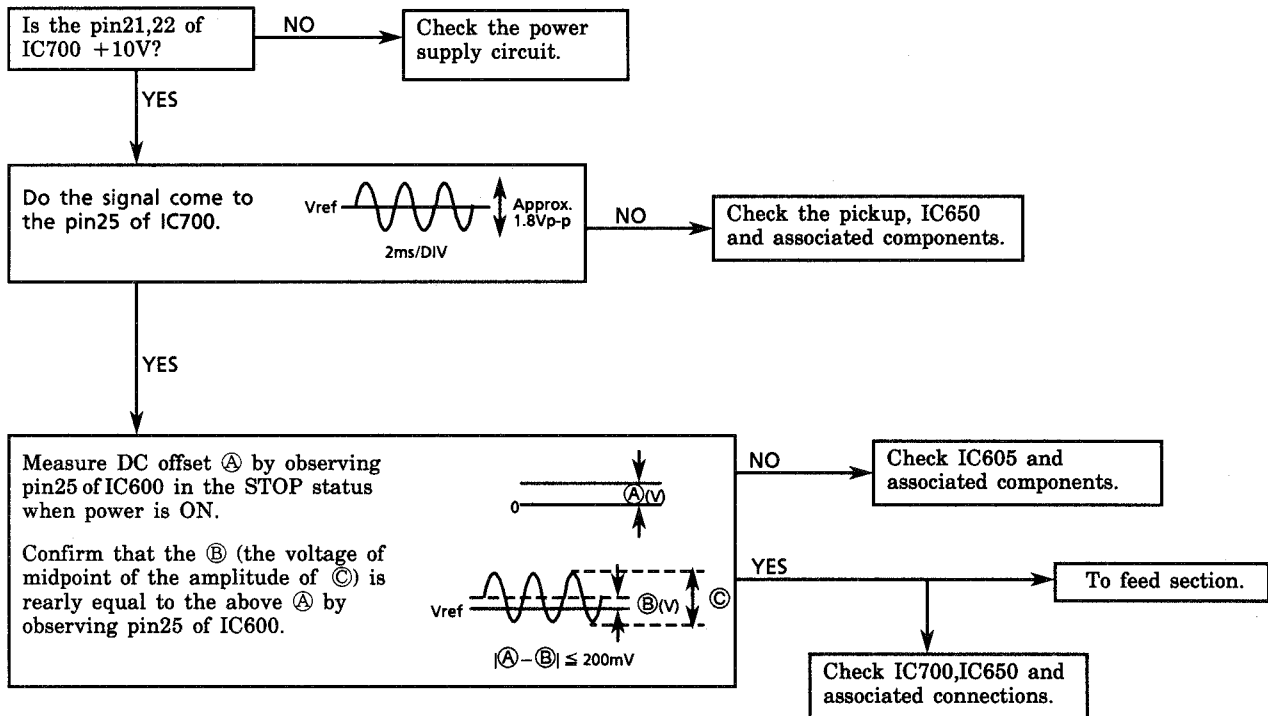 Is the pin21,22 of
IC700 +10V?
NO
Check the power
supply circuit.
YES
Do the signal come to
the pin25 of IC700.
Vref
Approx.
1.8Vp-p
2ms/DIV
NO
Check the pickup, IC650
and associated components.
YES
Measure DC offset Ⓐ by observing
pin25 of IC600 in the STOP status
when power is ON.
0
Ⓐ(V)
NO
Check IC605 and
associated components.
Confirm that the Ⓑ (the voltage of
midpoint of the amplitude of Ⓒ) is
rearly equal to the above Ⓐ by
observing pin25 of IC600.
Vref
Ⓑ(V)
Ⓒ
|Ⓐ-Ⓑ| ≦ 200mV
YES
To feed section.
Check IC700,IC650 and
associated connections.